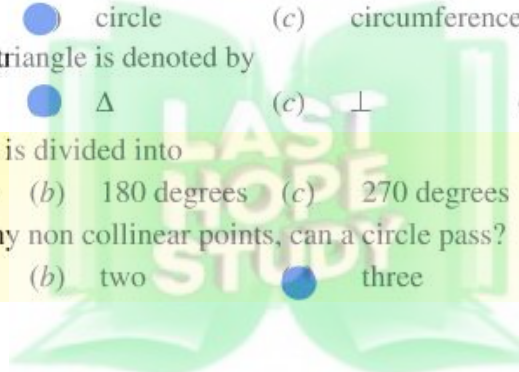 circle (c) circumference
triangle is denoted by
Δ (c) ⊥
is divided into
(b) 180 degrees (c) 270 degrees
ny non collinear points, can a circle pass?
(b) two three
LAST
HOPE
STUDY